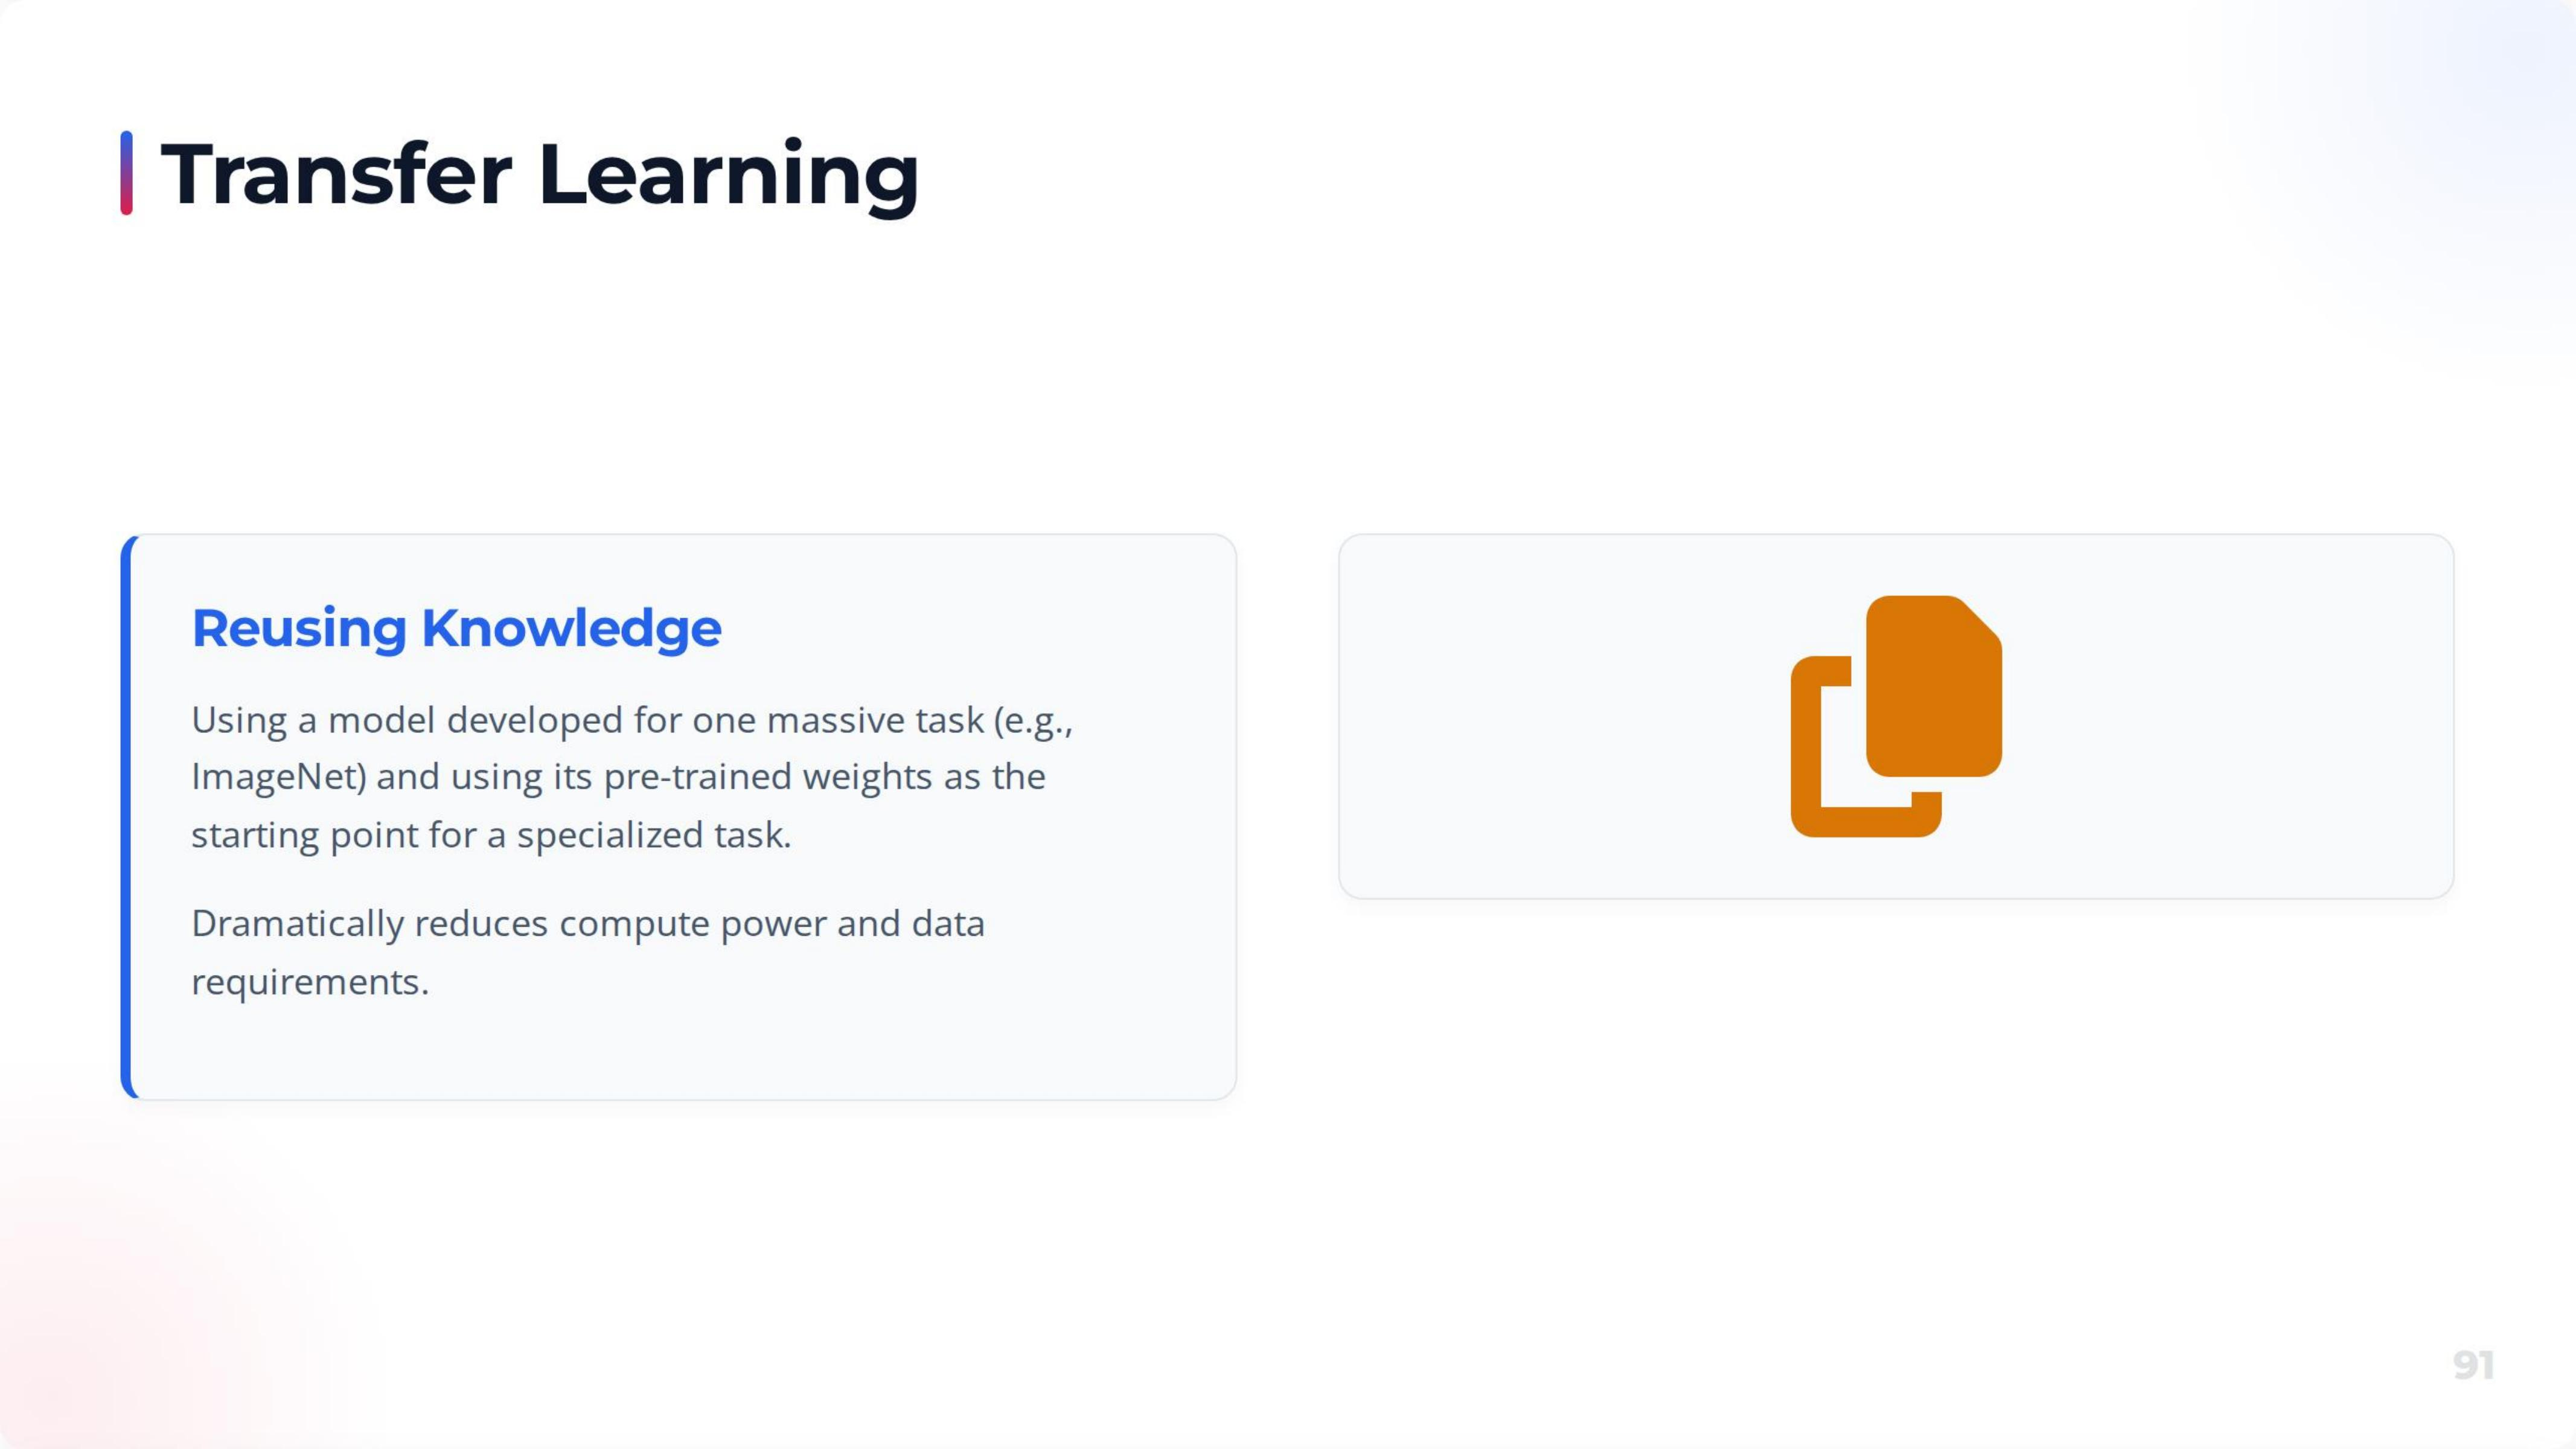 Transfer Learning
Reusing Knowledge
Using a model developed for one massive task (e.g.,
ImageNet) and using its pre-trained weights as the
starting point for a specialized task.
Dramatically reduces compute power and data
requirements.
91